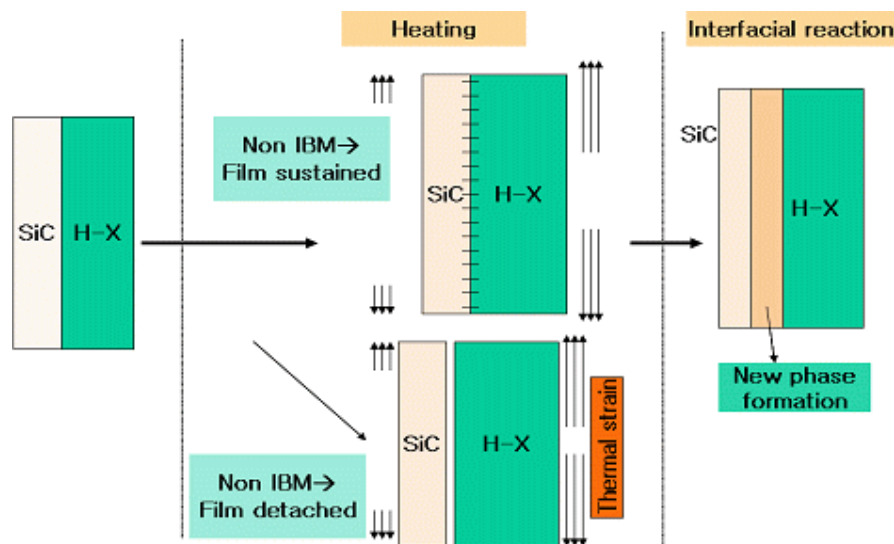 Heating
Interfacial reaction
Non IBM→
Film sustained
SiC
H-X
SiC
H-X
SiC
H-X
New phase
formation
SiC
H-X
Thermal strain
Non IBM→
Film detached